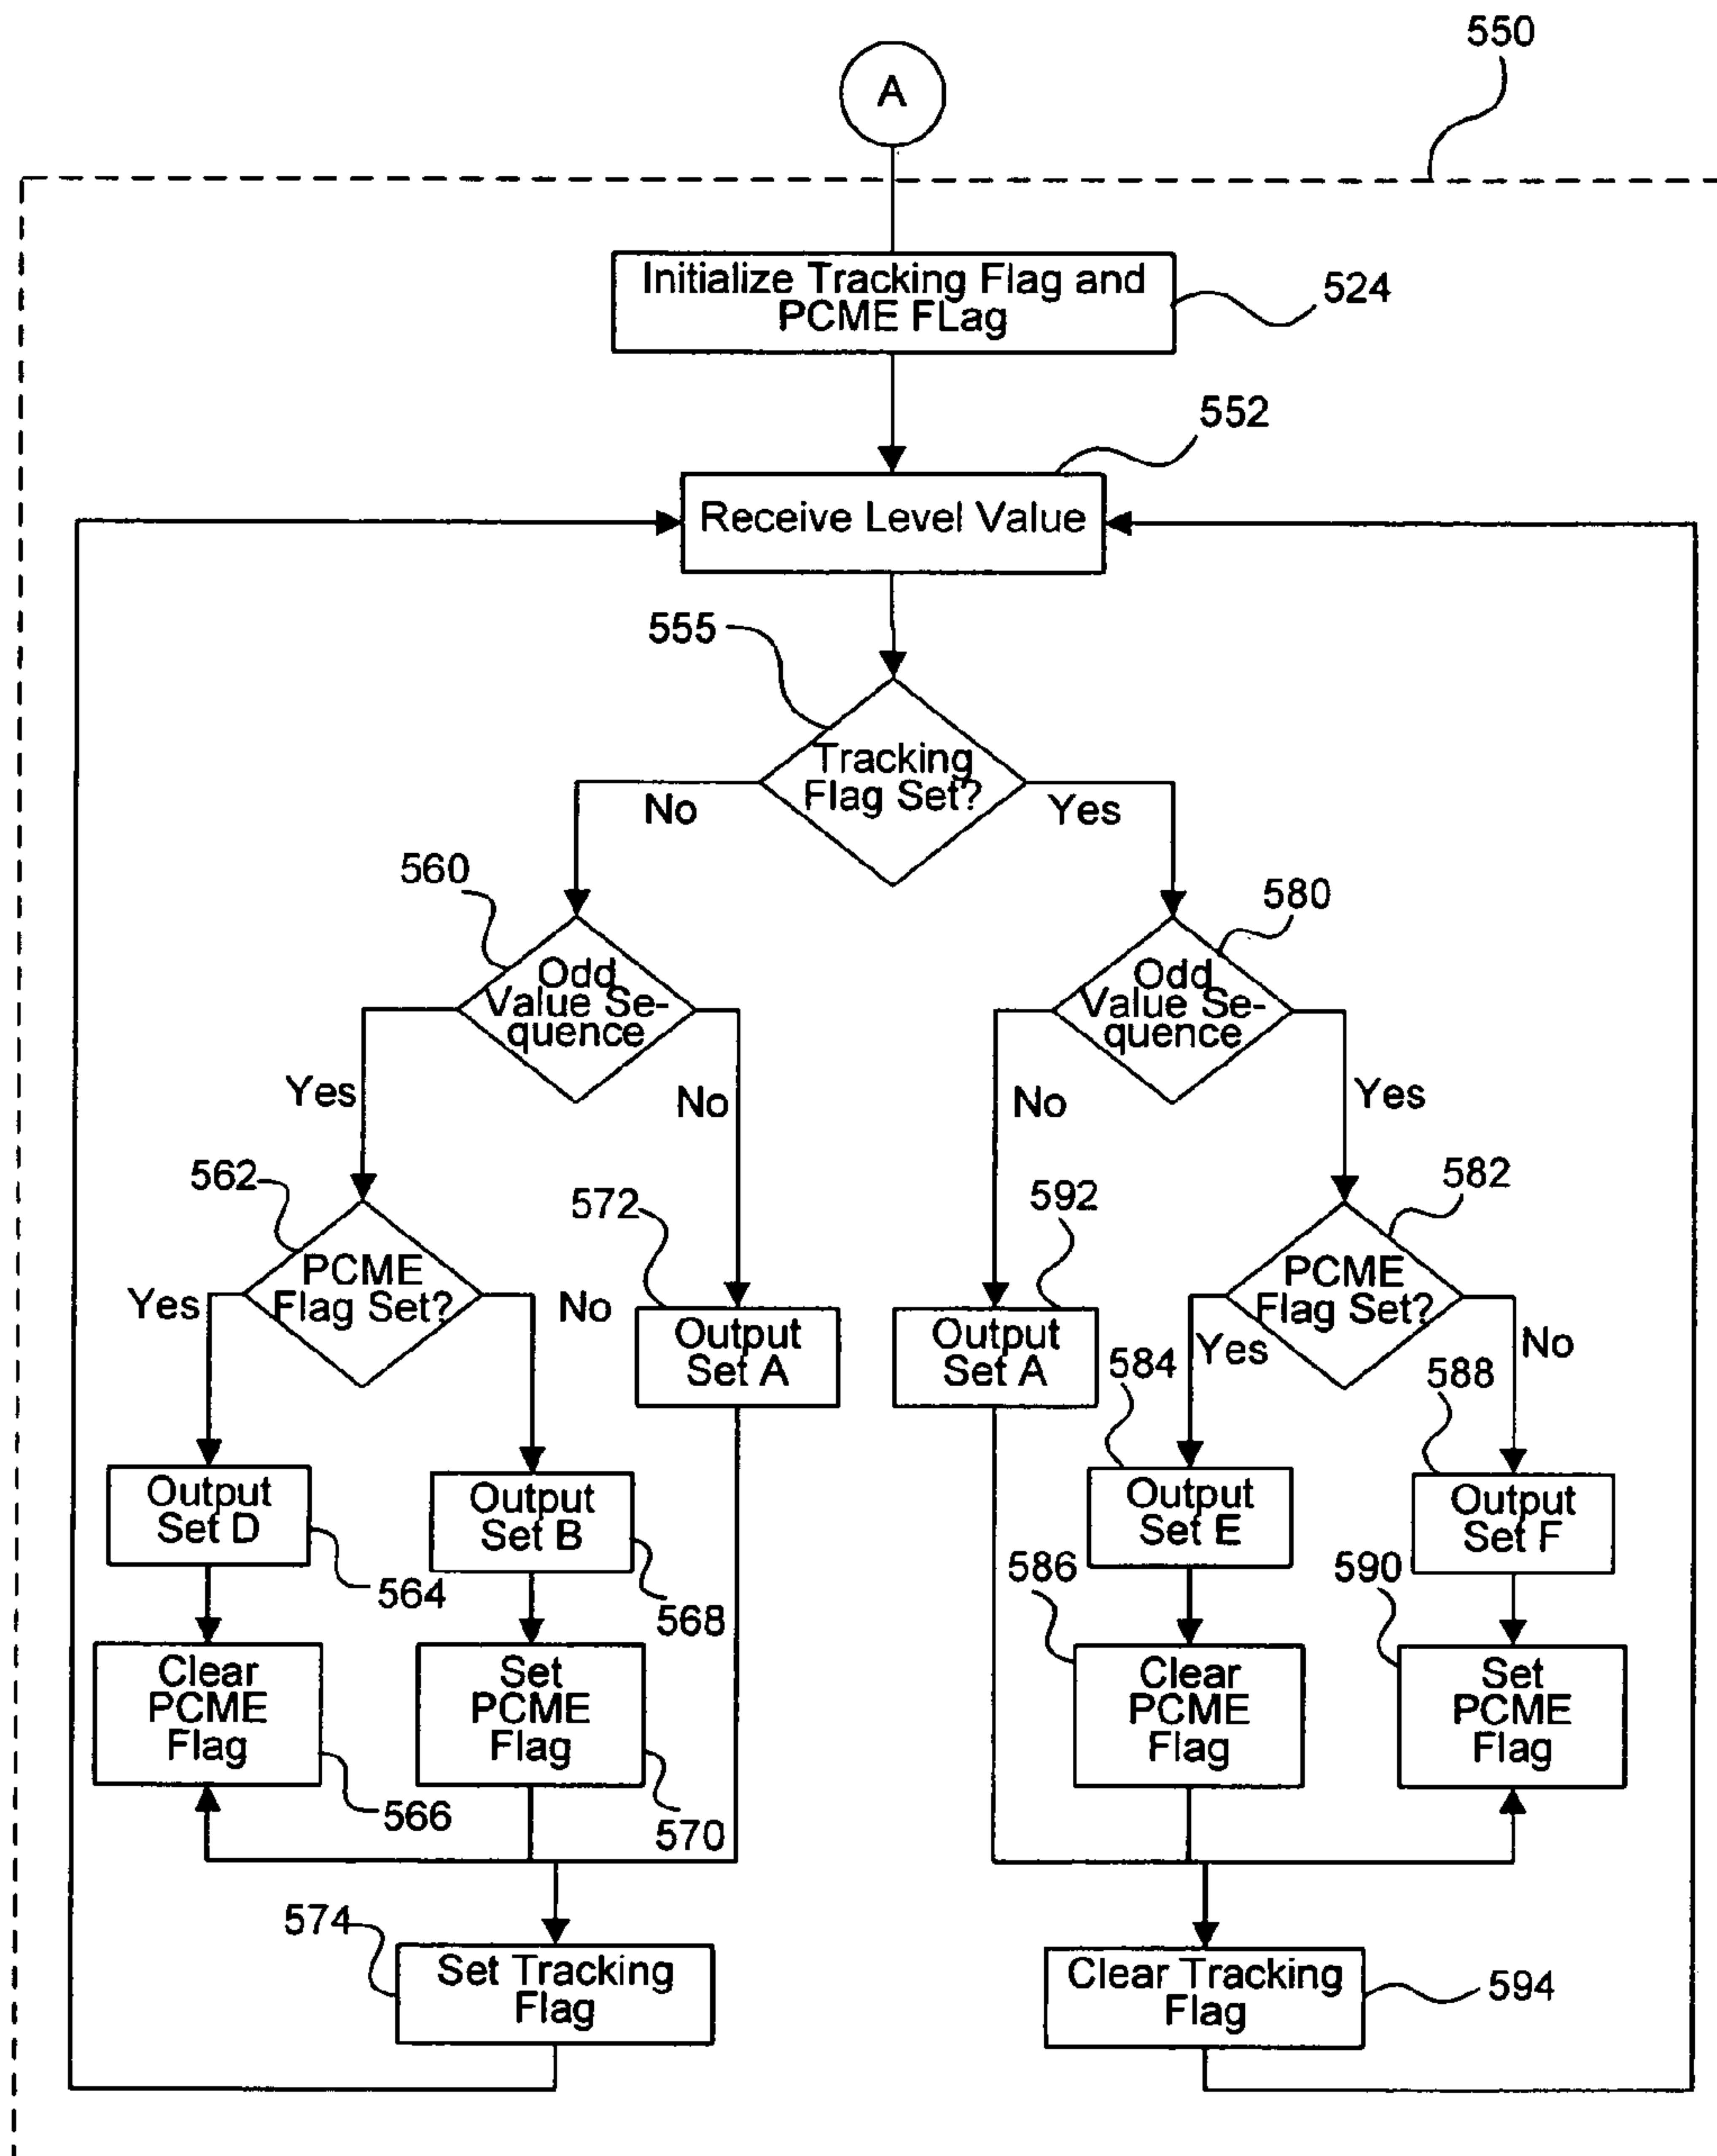 550
A
Initialize Tracking Flag and
PCME FLag
524
552
Receive Level Value
555
Tracking
Flag Set?
No
Yes
560
580
Odd
Value Se-
quence
Odd
Value Se-
quence
Yes
No
No
Yes
562
572
592
582
PCME
Flag Set?
Yes
No
Output
Set A
Output
Set A
PCME
Flag Set?
Yes
No
584
588
Output
Set D
Output
Set B
Output
Set E
Output
Set F
564
568
586
590
Clear
PCME
Flag
Set
PCME
Flag
Clear
PCME
Flag
Set
PCME
Flag
566
570
574
Set Tracking
Flag
Clear Tracking
Flag
594